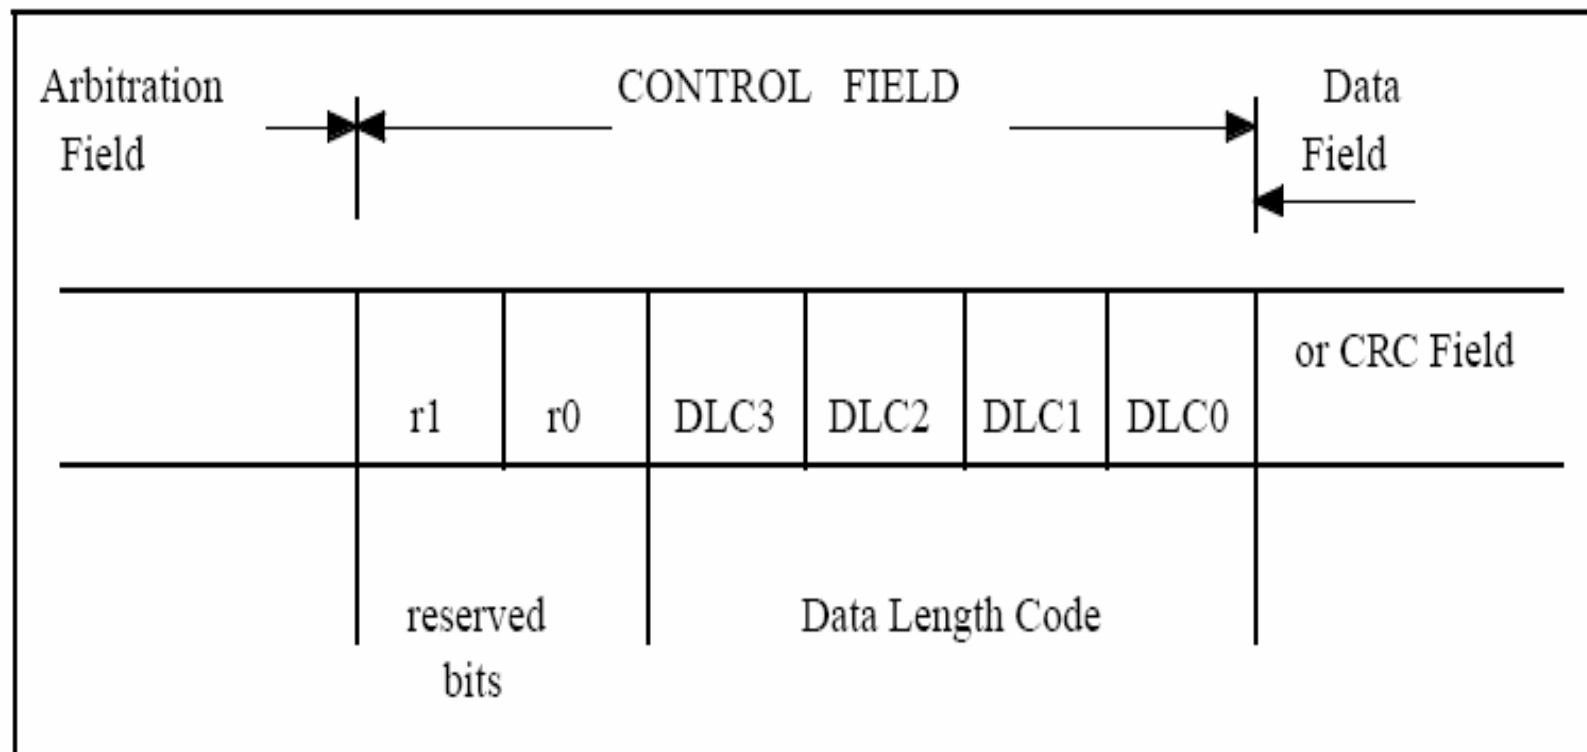 Arbitration
Field
CONTROL FIELD
Data
Field
or CRC Field
r1
r0
DLC3
DLC2
DLC1
DLC0
reserved
bits
Data Length Code